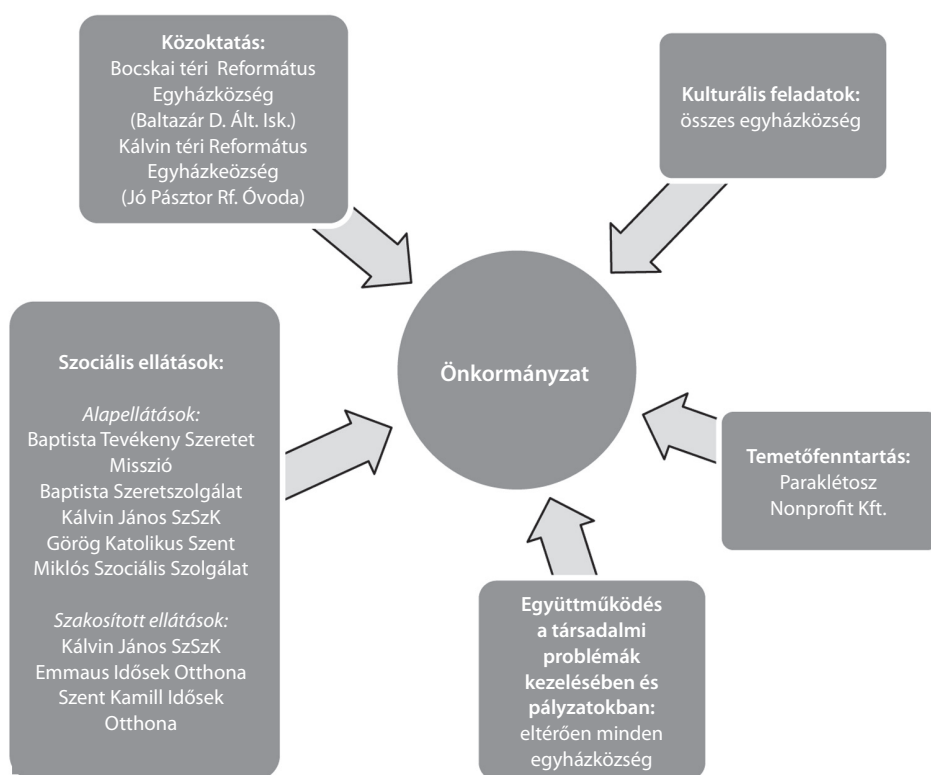 Közoktatás:
Bocskai téri Református
Egyházközség
(Baltazár D. Ált. Isk.)
Kálvin téri Református
Egyházkeözség
(Jó Pásztor Rf. Óvoda)
Kulturális feladatok:
összes egyházközség
Önkormányzat
Szociális ellátások:
Alapellátások:
Baptista Tevékeny Szeretet
Misszió
Baptista Szeretszolgálat
Kálvin János SzSzK
Görög Katolikus Szent
Miklós Szociális Szolgálat
Szakosított ellátások:
Kálvin János SzSzK
Emmaus Idősek Otthona
Szent Kamill Idősek
Otthona
Temetőfenntartás:
Paraklétosz
Nonprofit Kft.
Együttműködés
a társadalmi
problémák
kezelésében és
pályzatokban:
eltérően minden
egyházközség